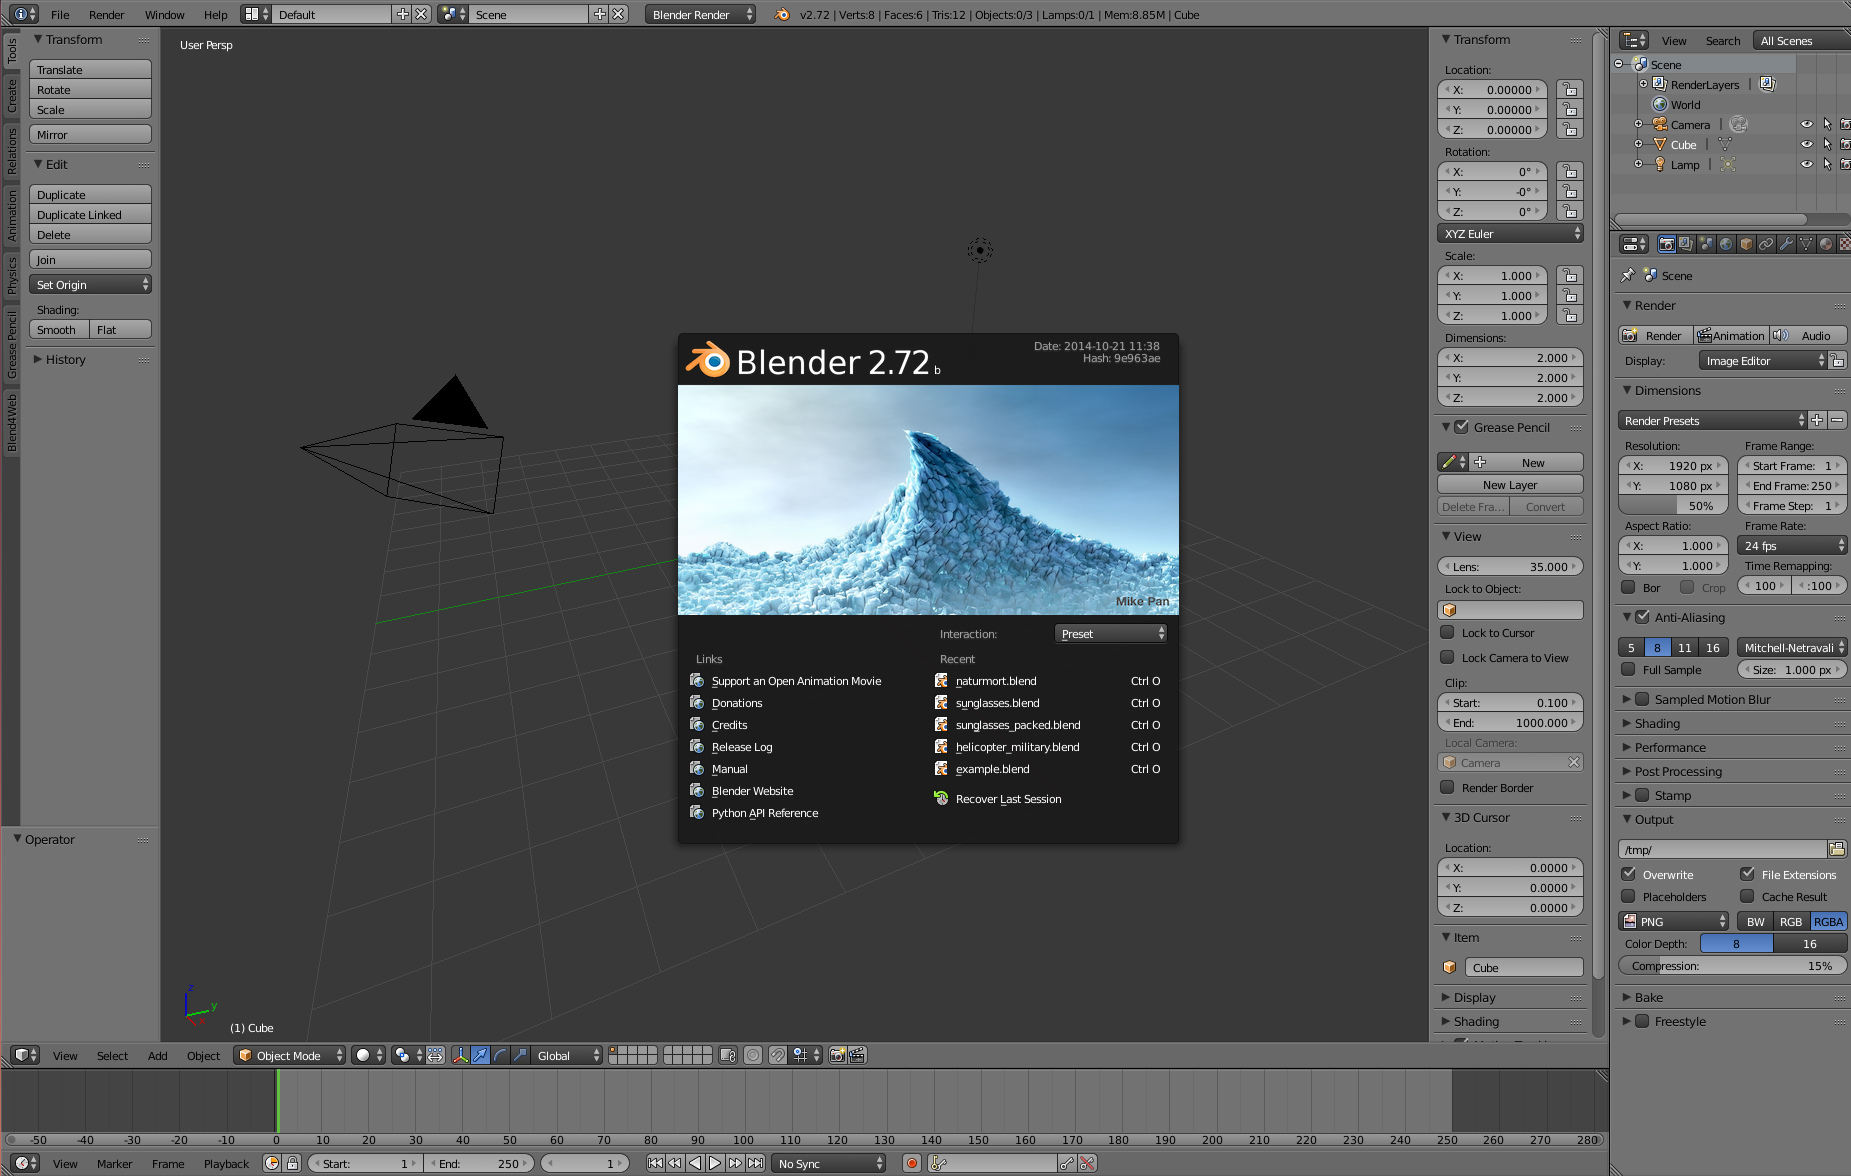 File Render Window Help Default Scene Blender Render v2.72 | Verts:8 | Faces:6 | Tris:12 | Objects:0/3 | Lamps:0/1 | Mem:8.85M | Cube
Tools
Create
Relations
Animation
Physics
Grease Pencil
Blend4Web
Transform
Translate
Rotate
Scale
Mirror
Edit
Duplicate
Duplicate Linked
Delete
Join
Set Origin
Shading:
Smooth Flat
History
Operator
User Persp
Blender 2.72 b
Date: 2014-10-21 11:38
Hash: 9e963ae
Mike Pan
Interaction: Preset
Links
Support an Open Animation Movie
Donations
Credits
Release Log
Manual
Blender Website
Python API Reference
Recent
naturmort.blend Ctrl O
sunglasses.blend Ctrl O
sunglasses_packed.blend Ctrl O
helicopter_military.blend Ctrl O
example.blend Ctrl O
Recover Last Session
z
y
(1) Cube
Transform
Location:
X: 0.00000
Y: 0.00000
Z: 0.00000
Rotation:
X: 0°
Y: -0°
Z: 0°
XYZ Euler
Scale:
X: 1.000
Y: 1.000
Z: 1.000
Dimensions:
X: 2.000
Y: 2.000
Z: 2.000
Grease Pencil
New
New Layer
Delete Fra... Convert
View
Lens: 35.000
Lock to Object:
Lock to Cursor
Lock Camera to View
Clip:
Start: 0.100
End: 1000.000
Local Camera:
Camera
Render Border
3D Cursor
Location:
X: 0.0000
Y: 0.0000
Z: 0.0000
Item
Cube
Display
Shading
View Search All Scenes
Scene
RenderLayers
World
Camera
Cube
Lamp
Scene
Render
Render Animation Audio
Display: Image Editor
Dimensions
Render Presets
Resolution: Frame Range:
X: 1920 px Start Frame: 1
Y: 1080 px End Frame: 250
50% Frame Step: 1
Aspect Ratio: Frame Rate:
X: 1.000 24 fps
Y: 1.000 Time Remapping:
Bor Crop 100 :100
Anti-Aliasing
5 8 11 16 Mitchell-Netravali
Full Sample Size: 1.000 px
Sampled Motion Blur
Shading
Performance
Post Processing
Stamp
Output
/tmp/
Overwrite File Extensions
Placeholders Cache Result
PNG BW RGB RGBA
Color Depth: 8 16
Compression: 15%
Bake
Freestyle
View Select Add Object Object Mode Global
-50 -40 -30 -20 -10 0 10 20 30 40 50 60 70 80 90 100 110 120 130 140 150 160 170 180 190 200 210 220 230 240 250 260 270 280
View Marker Frame Playback Start: 1 End: 250 1 No Sync